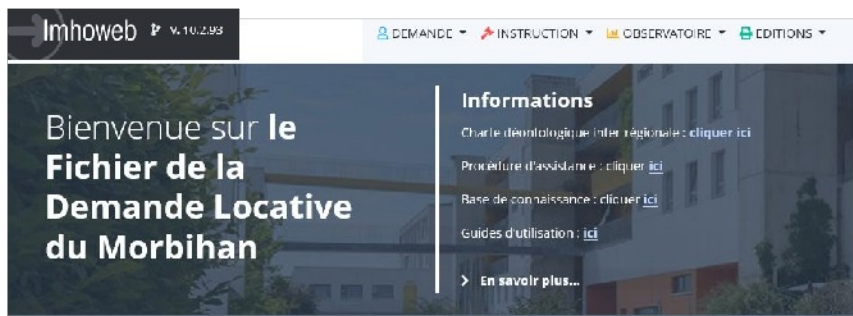 Imhoweb V. 10.2.93
DEMANDE INSTRUCTION OBSERVATOIRE EDITIONS
Bienvenue sur le
Fichier de la
Demande Locative
du Morbihan
Informations
Charte déontologique inter régionale : cliquer ici
Procédure d'assistance : cliquer ici
Base de connaissance : cliquer ici
Guides d'utilisation : ici
> En savoir plus...